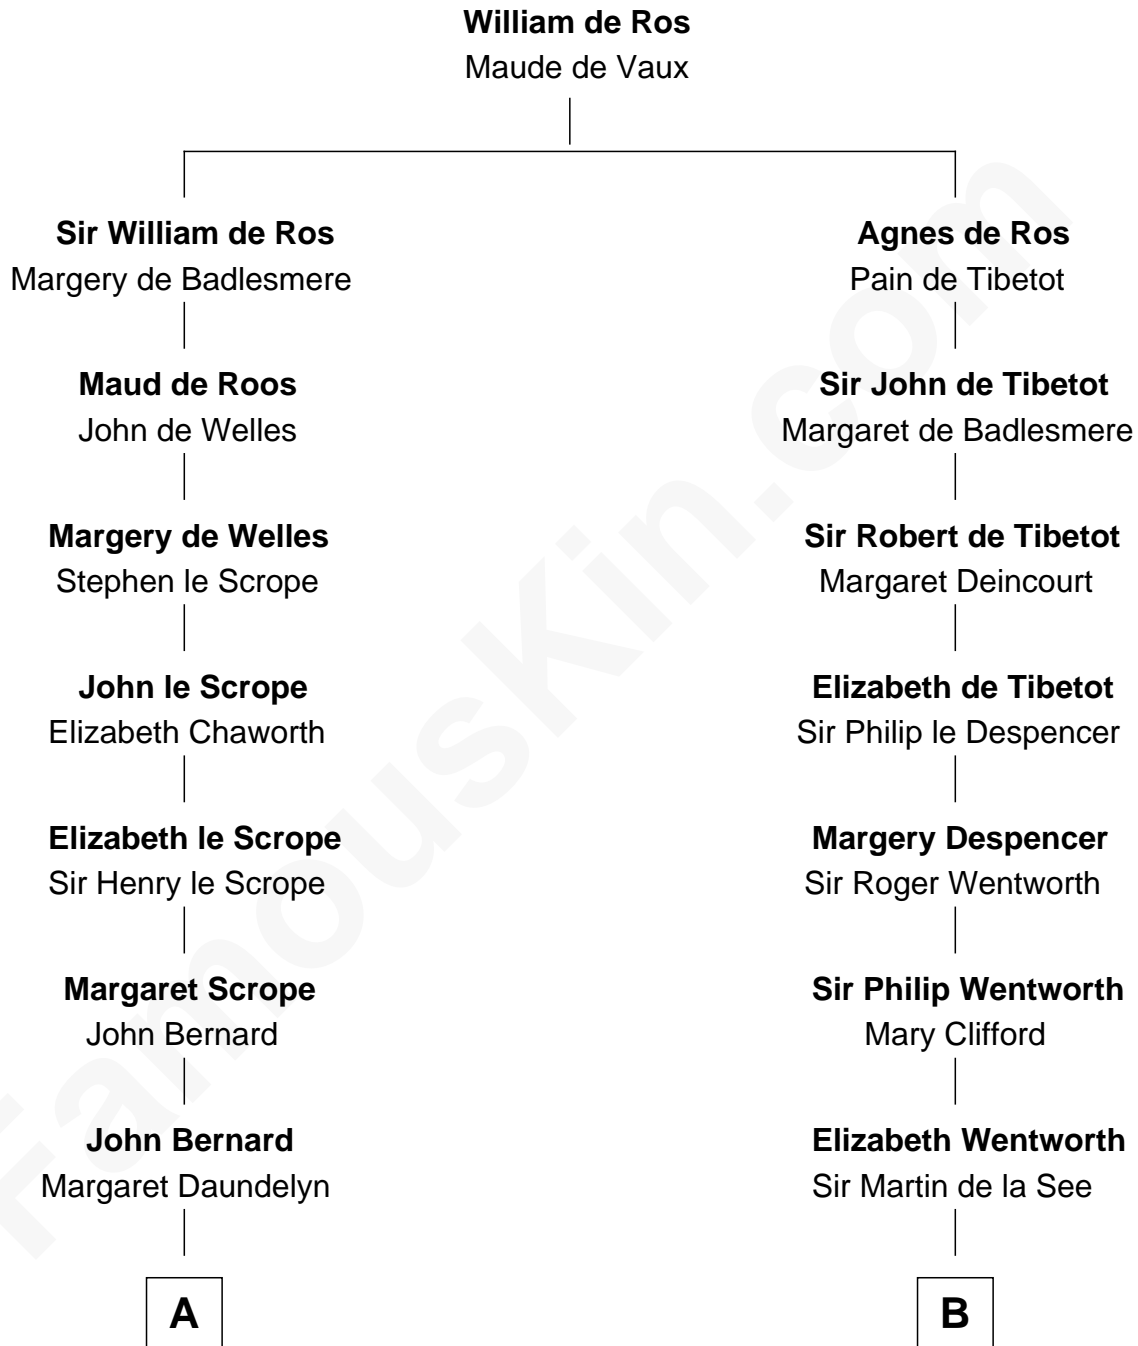 William de Ros
Maude de Vaux
Sir William de Ros
Margery de Badlesmere
Agnes de Ros
Pain de Tibetot
Maud de Roos
John de Welles
Sir John de Tibetot
Margaret de Badlesmere
Margery de Welles
Stephen le Scrope
Sir Robert de Tibetot
Margaret Deincourt
John le Scrope
Elizabeth Chaworth
Elizabeth de Tibetot
Sir Philip le Despencer
Elizabeth le Scrope
Sir Henry le Scrope
Margery Despencer
Sir Roger Wentworth
Margaret Scrope
John Bernard
Sir Philip Wentworth
Mary Clifford
John Bernard
Margaret Daundelyn
Elizabeth Wentworth
Sir Martin de la See
A
B
FamousKin.com